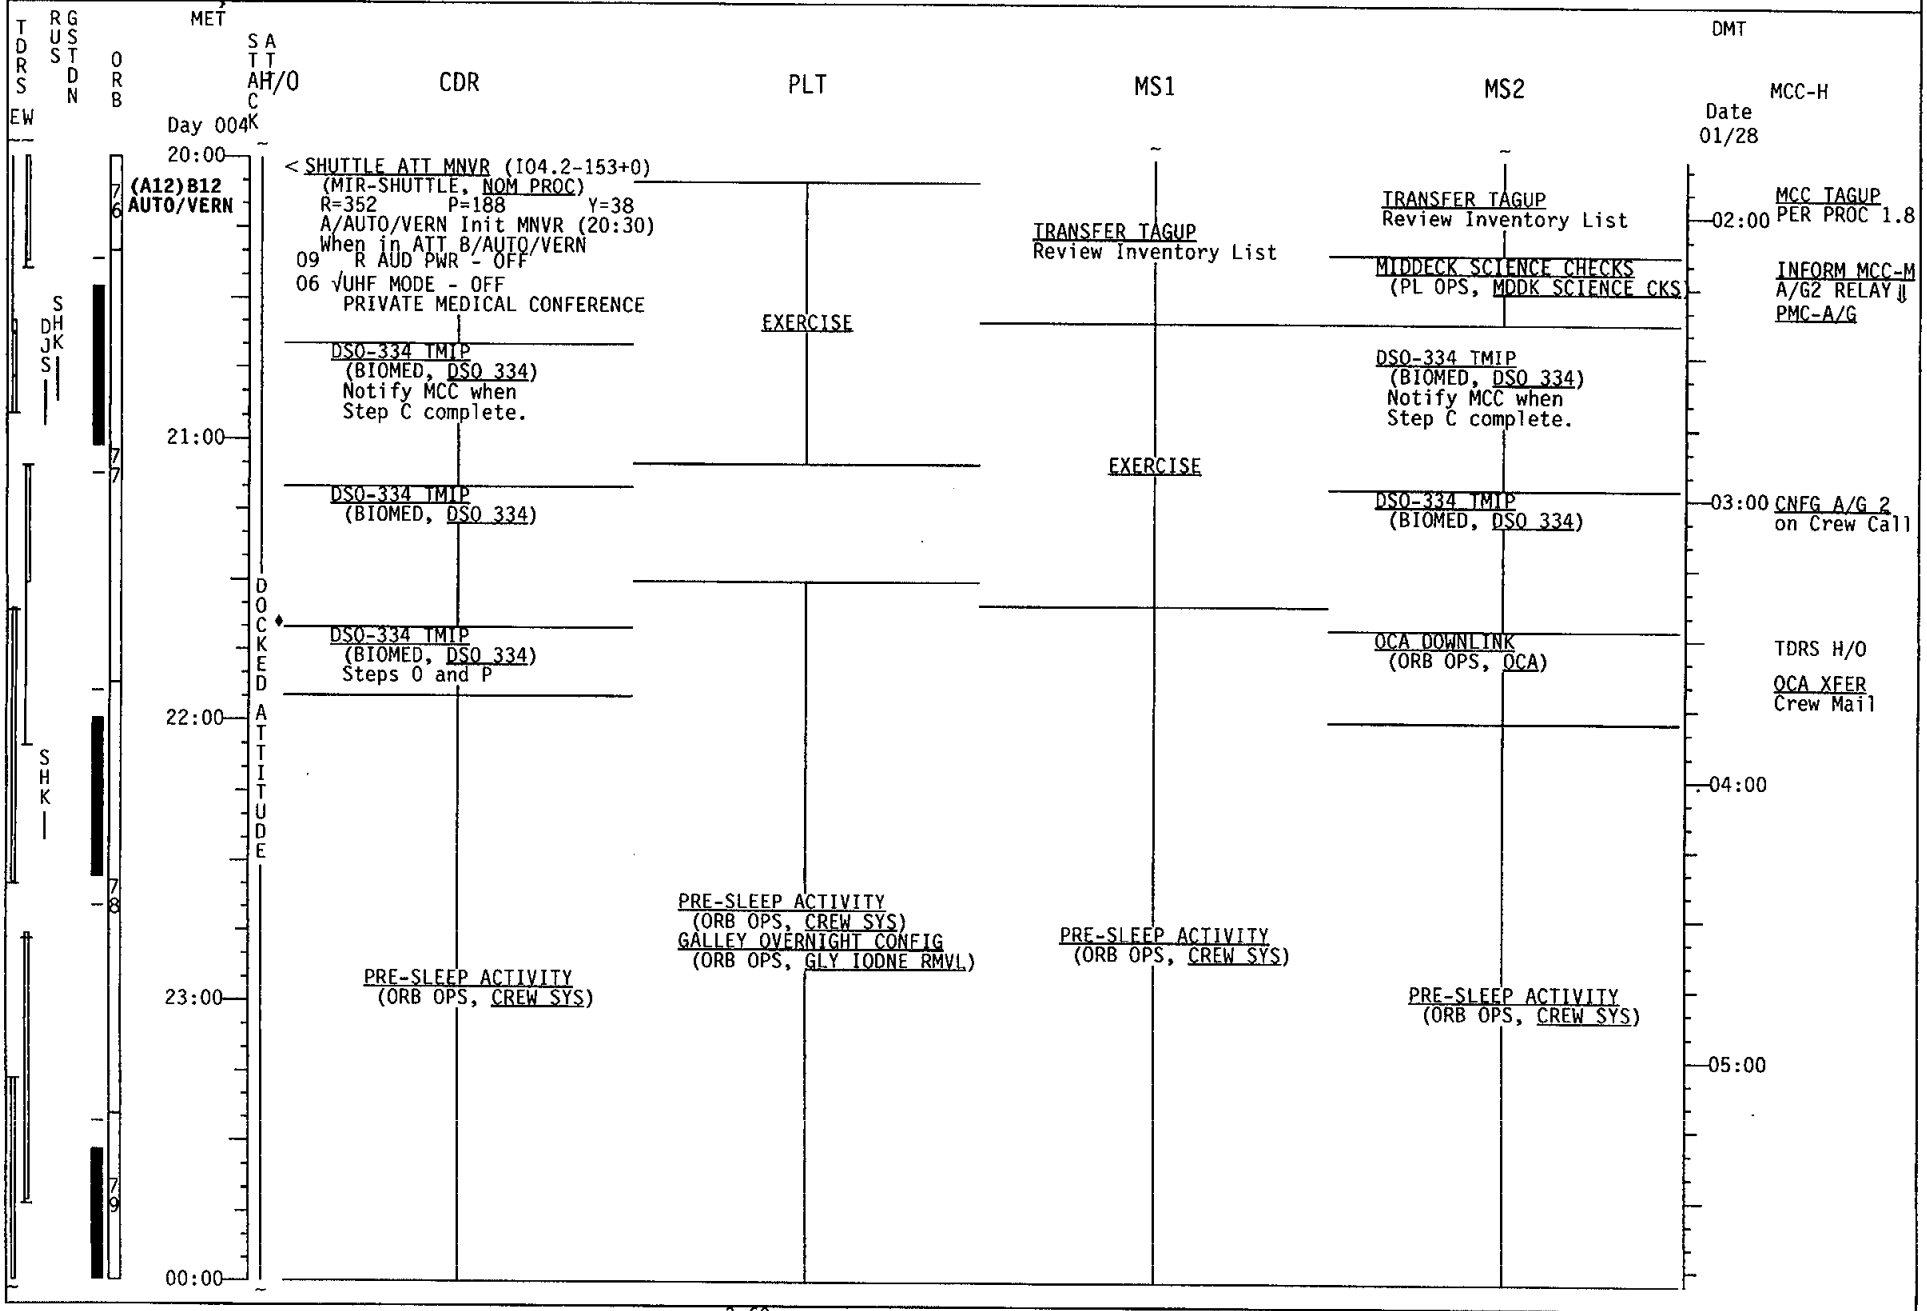 TDRS
EW
RUS
GSTDN
ORB
MET
Day 004
STACK
ATT
H/O
CDR
PLT
MS1
MS2
DMT
MCC-H
Date
01/28
20:00
21:00
22:00
23:00
00:00
(A12)B12
AUTO/VERN
76
77
78
79
SHK
DJS
SHK
DOCKED ATTITUDE
< SHUTTLE ATT MNVR (I04.2-153+0)
(MIR-SHUTTLE, NOM PROC)
R=352 P=188 Y=38
A/AUTO/VERN Init MNVR (20:30)
When in ATT B/AUTO/VERN
09 R AUD PWR - OFF
06 √UHF MODE - OFF
PRIVATE MEDICAL CONFERENCE
DSO-334 TMIP
(BIOMED, DSO 334)
Notify MCC when
Step C complete.
DSO-334 TMIP
(BIOMED, DSO 334)
DSO-334 TMIP
(BIOMED, DSO 334)
Steps O and P
PRE-SLEEP ACTIVITY
(ORB OPS, CREW SYS)
EXERCISE
PRE-SLEEP ACTIVITY
(ORB OPS, CREW SYS)
GALLEY OVERNIGHT CONFIG
(ORB OPS, GLY IODNE RMVL)
TRANSFER TAGUP
Review Inventory List
EXERCISE
PRE-SLEEP ACTIVITY
(ORB OPS, CREW SYS)
TRANSFER TAGUP
Review Inventory List
MIDDECK SCIENCE CHECKS
(PL OPS, MDDK SCIENCE CKS
DSO-334 TMIP
(BIOMED, DSO 334)
Notify MCC when
Step C complete.
DSO-334 TMIP
(BIOMED, DSO 334)
OCA DOWNLINK
(ORB OPS, OCA)
PRE-SLEEP ACTIVITY
(ORB OPS, CREW SYS)
02:00
03:00
04:00
05:00
MCC TAGUP
PER PROC 1.8
INFORM MCC-M
A/G2 RELAY ⇓
PMC-A/G
CNFG A/G 2
on Crew Call
TDRS H/O
OCA XFER
Crew Mail